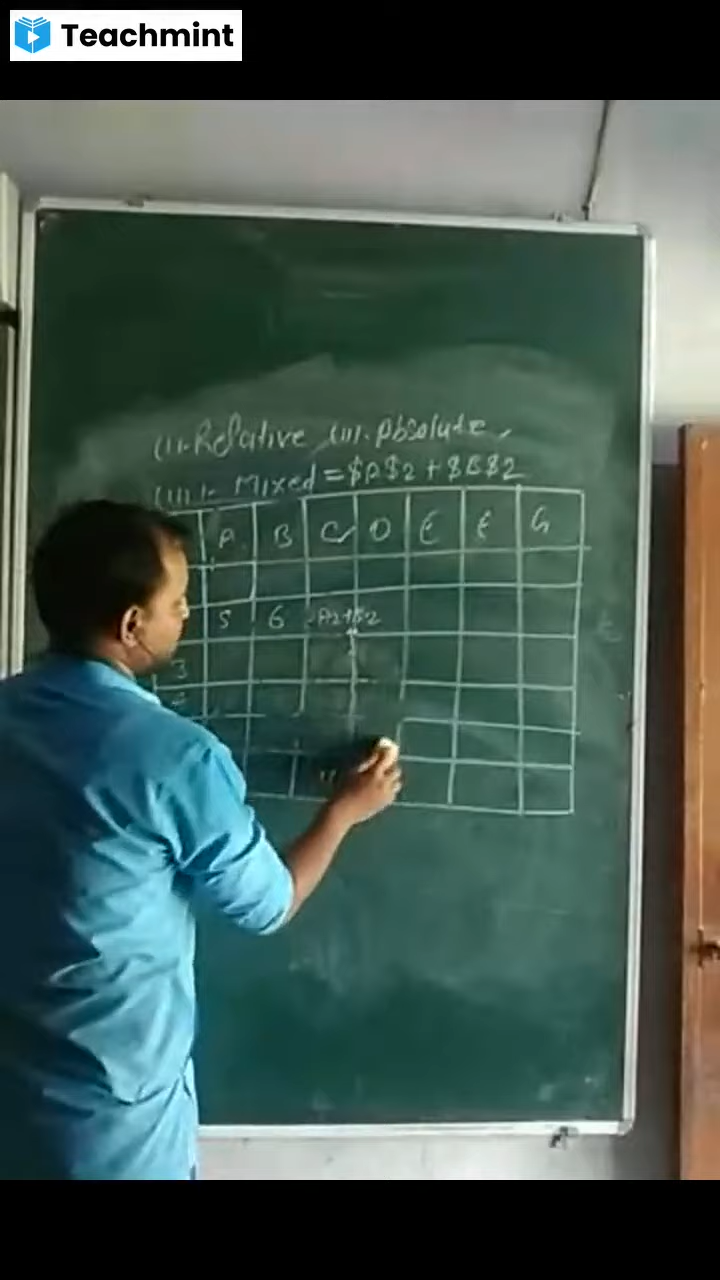 Teachmint
(i).Relative (ii). Absolute,
(iii). Mixed = $A$2 + $B$2
A B C D E F G
5 6 =A2+B2
3